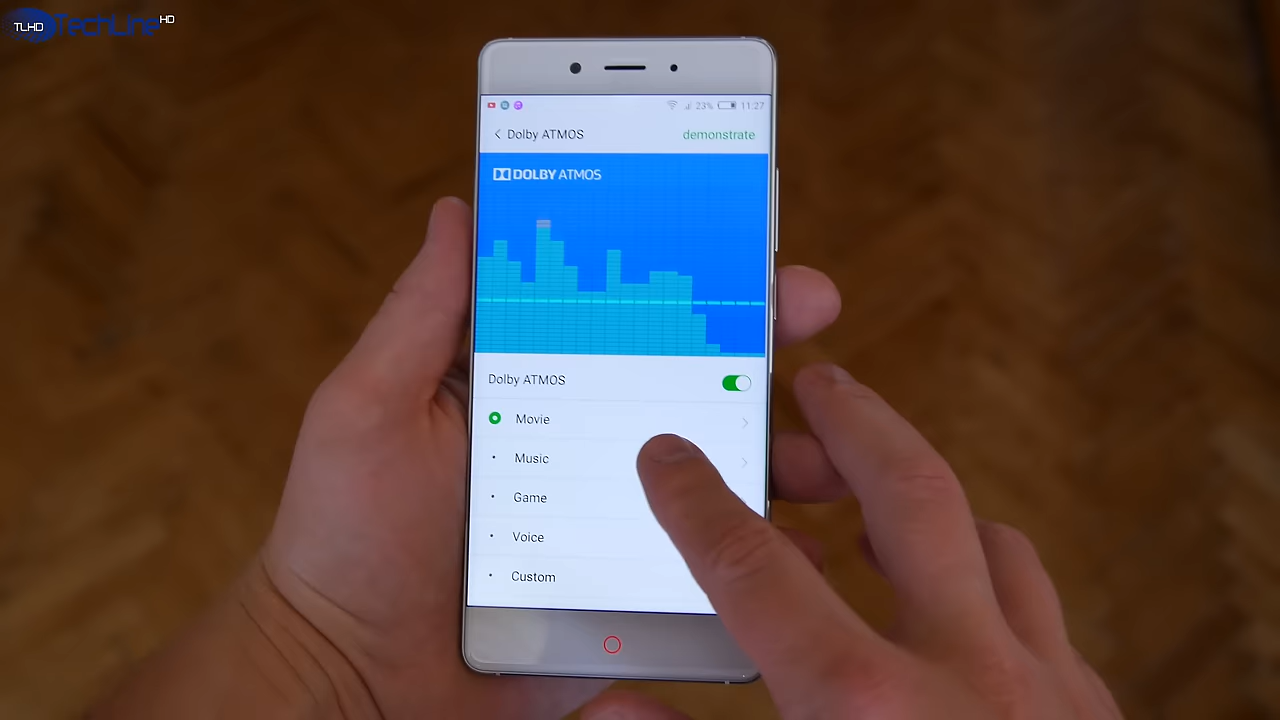 TLHD TechLine HD
23% 11:27
Dolby ATMOS demonstrate
DOLBY ATMOS
Dolby ATMOS
Movie
Music
Game
Voice
Custom